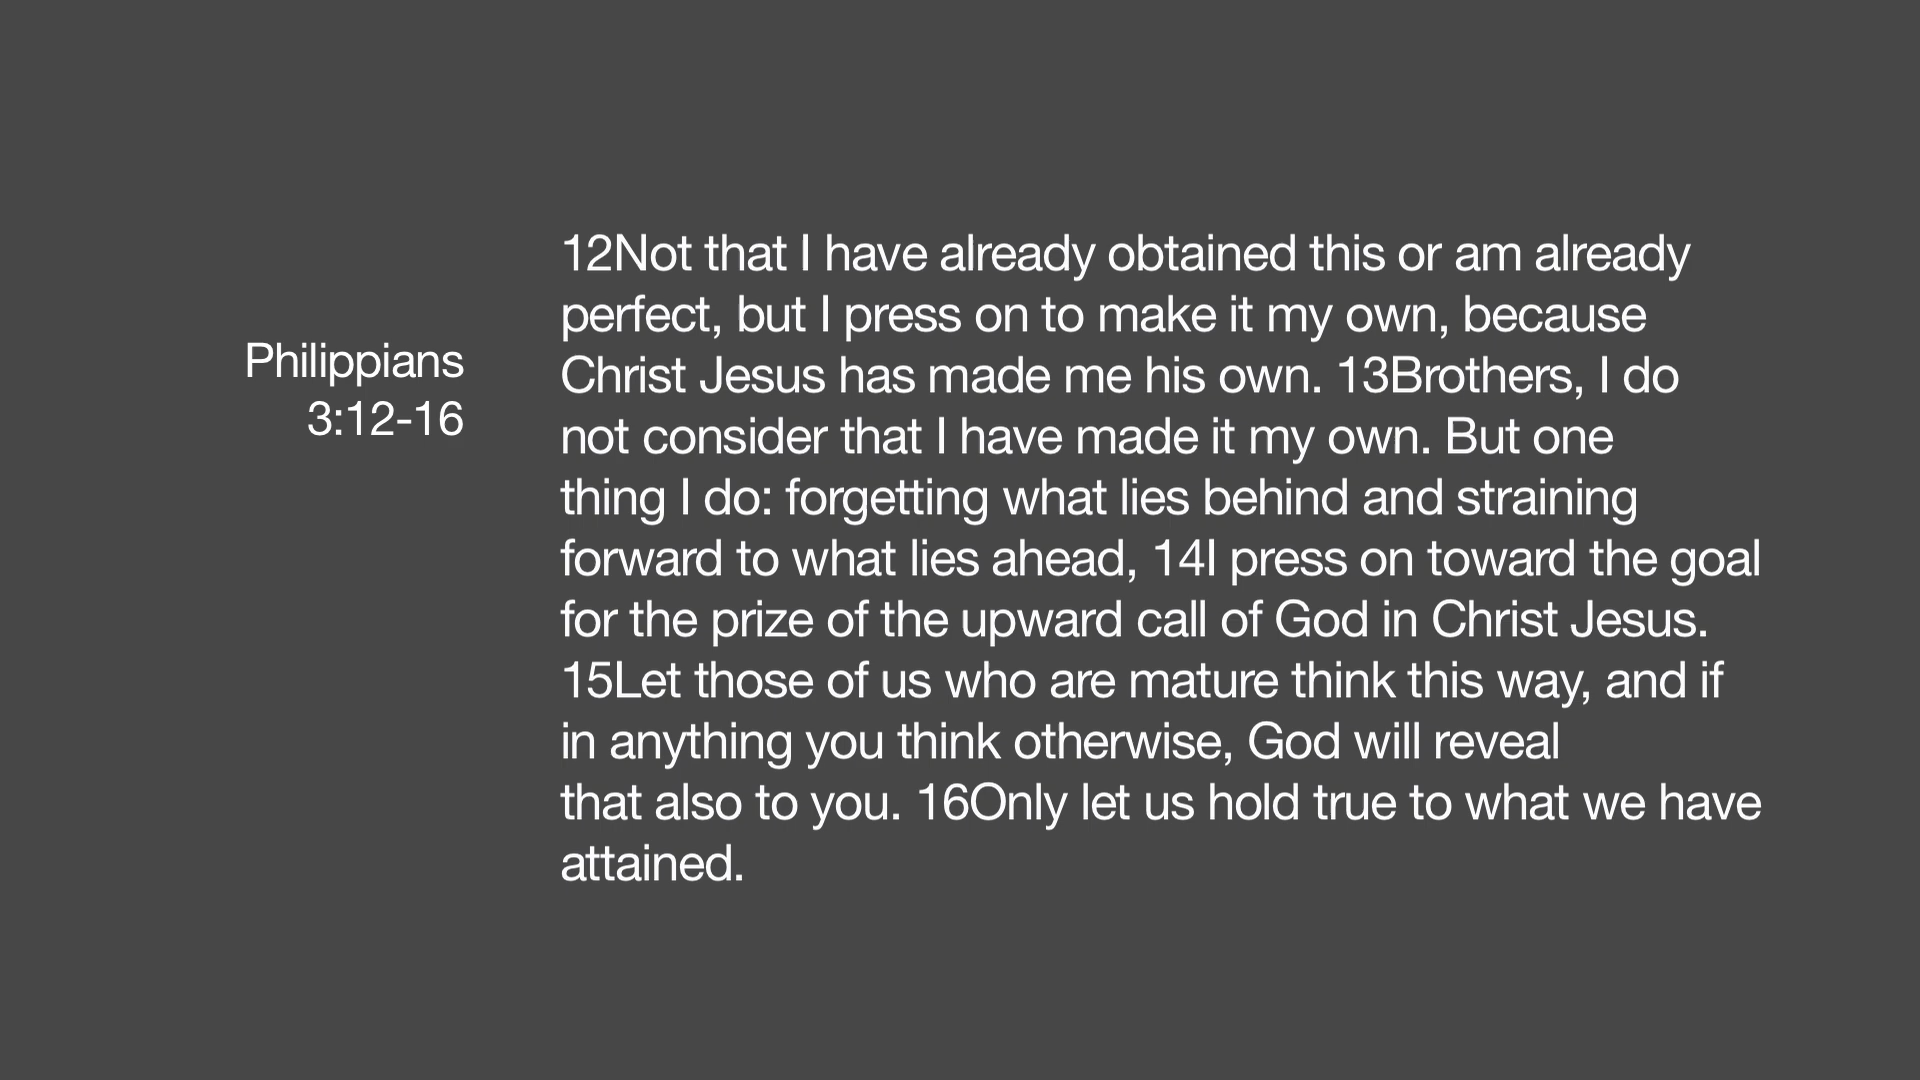 Philippians
3:12-16
12Not that I have already obtained this or am already
perfect, but I press on to make it my own, because
Christ Jesus has made me his own. 13Brothers, I do
not consider that I have made it my own. But one
thing I do: forgetting what lies behind and straining
forward to what lies ahead, 14I press on toward the goal
for the prize of the upward call of God in Christ Jesus.
15Let those of us who are mature think this way, and if
in anything you think otherwise, God will reveal
that also to you. 16Only let us hold true to what we have
attained.